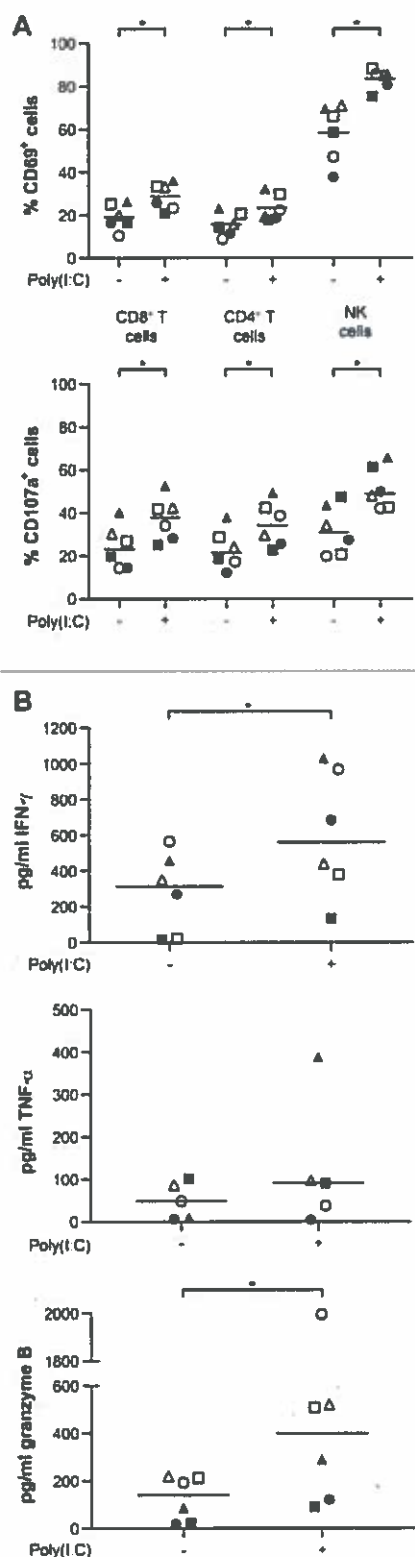 A
* * *
100
80
60
40
20
0
% CD69⁺ cells
Poly(I:C) - + - + - +
CD8⁺ T cells
CD4⁺ T cells
NK cells
* * *
100
80
60
40
20
0
% CD107a⁺ cells
Poly(I:C) - + - + - +
B
*
1200
1000
800
600
400
200
0
pg/ml IFN-γ
Poly(I:C) - +
500
400
300
200
100
0
pg/ml TNF-α
Poly(I:C) - +
*
2000
1800
600
400
200
0
pg/ml granzyme B
Poly(I:C) - +